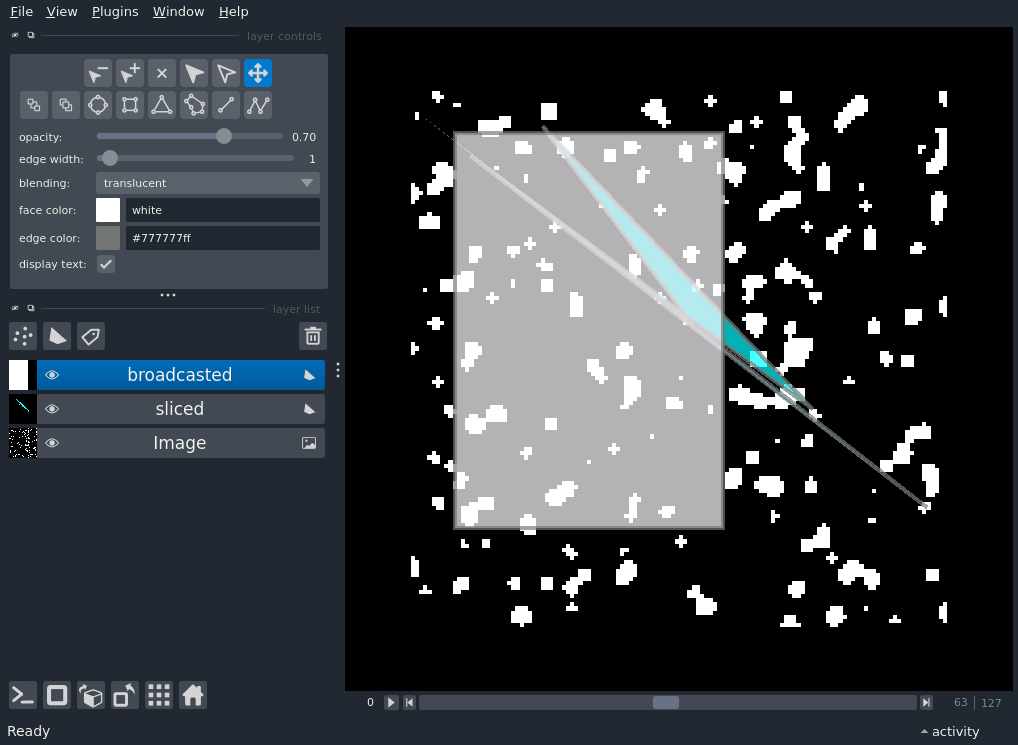 File View Plugins Window Help
layer controls
opacity: 0.70
edge width: 1
blending: translucent
face color: white
edge color: #777777ff
display text:
layer list
broadcasted
sliced
Image
0 63 | 127
Ready activity